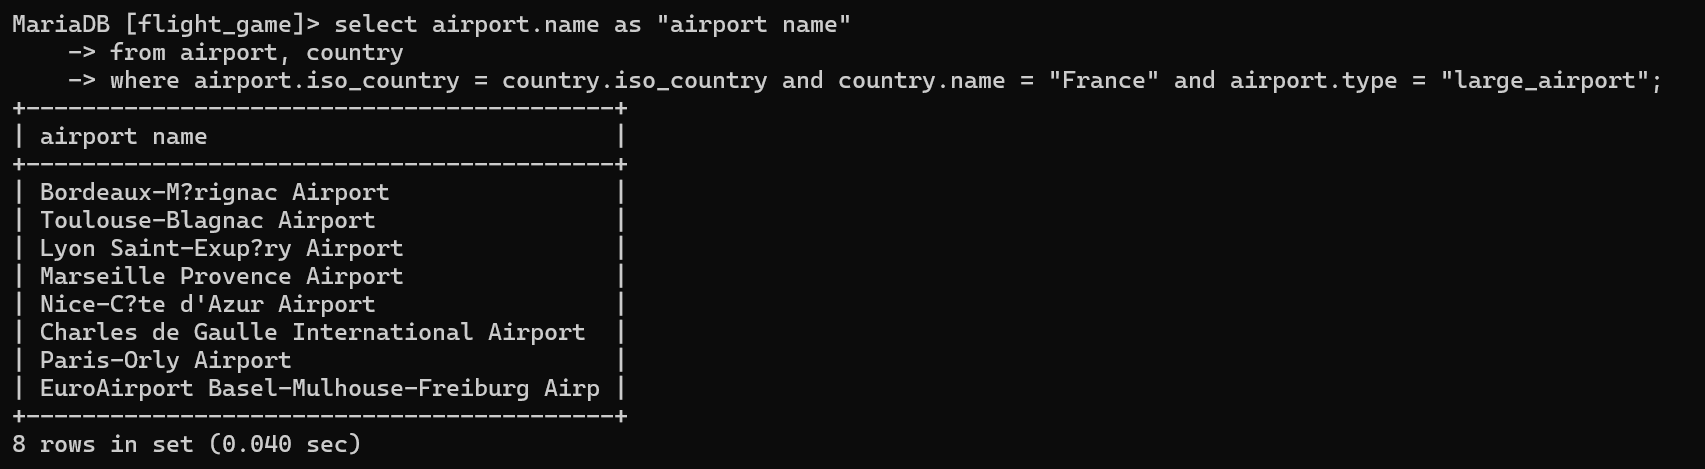 MariaDB [flight_game]> select airport.name as "airport name"
    -> from airport, country
    -> where airport.iso_country = country.iso_country and country.name = "France" and airport.type = "large_airport";
+------------------------------------------+
| airport name                             |
+------------------------------------------+
| Bordeaux-M?rignac Airport                |
| Toulouse-Blagnac Airport                 |
| Lyon Saint-Exup?ry Airport               |
| Marseille Provence Airport               |
| Nice-C?te d'Azur Airport                 |
| Charles de Gaulle International Airport  |
| Paris-Orly Airport                       |
| EuroAirport Basel-Mulhouse-Freiburg Airp |
+------------------------------------------+
8 rows in set (0.040 sec)